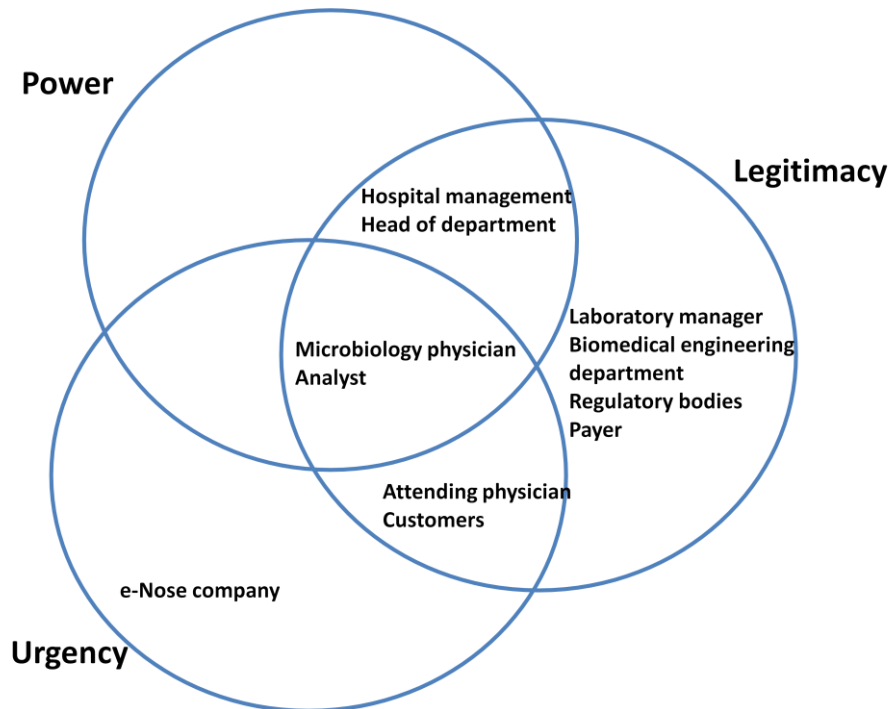 Power
Legitimacy
Hospital management
Head of department
Laboratory manager
Biomedical engineering
department
Regulatory bodies
Payer
Microbiology physician
Analyst
Attending physician
Customers
e-Nose company
Urgency